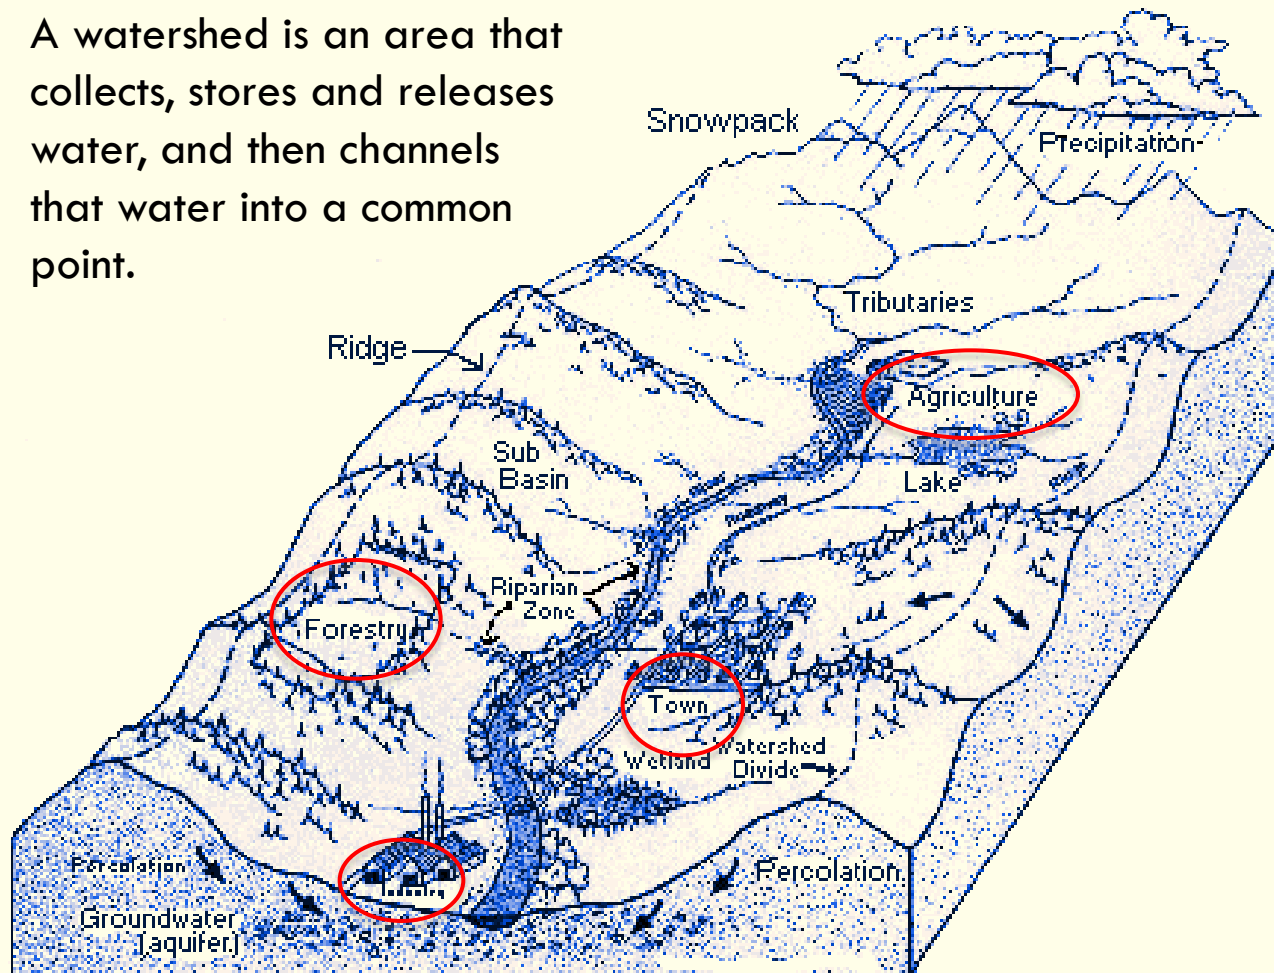 A watershed is an area that
collects, stores and releases
water, and then channels
that water into a common
point.
Snowpack
Precipitation
Tributaries
Ridge
Agriculture
Sub
Basin
Lake
Riparian
Zone
Forestry
Town
Wetland
Watershed
Divide
Percolation
Percolation
Groundwater
(aquifer)